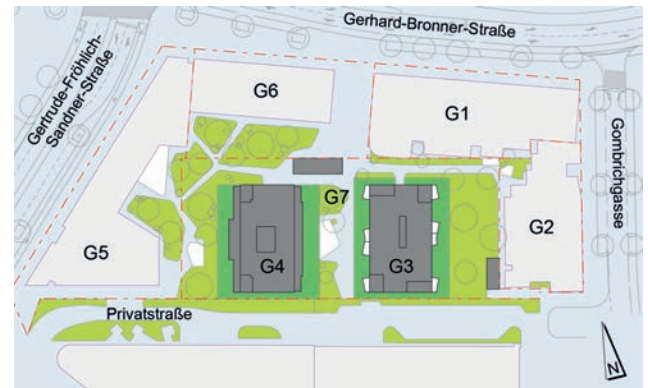 Gerhard-Bronner-Straße
Gertrude-Fröhlich-
Sandner-Straße
G6
G1
Gombrichgasse
G7
G2
G5
G4
G3
Privatstraße
N